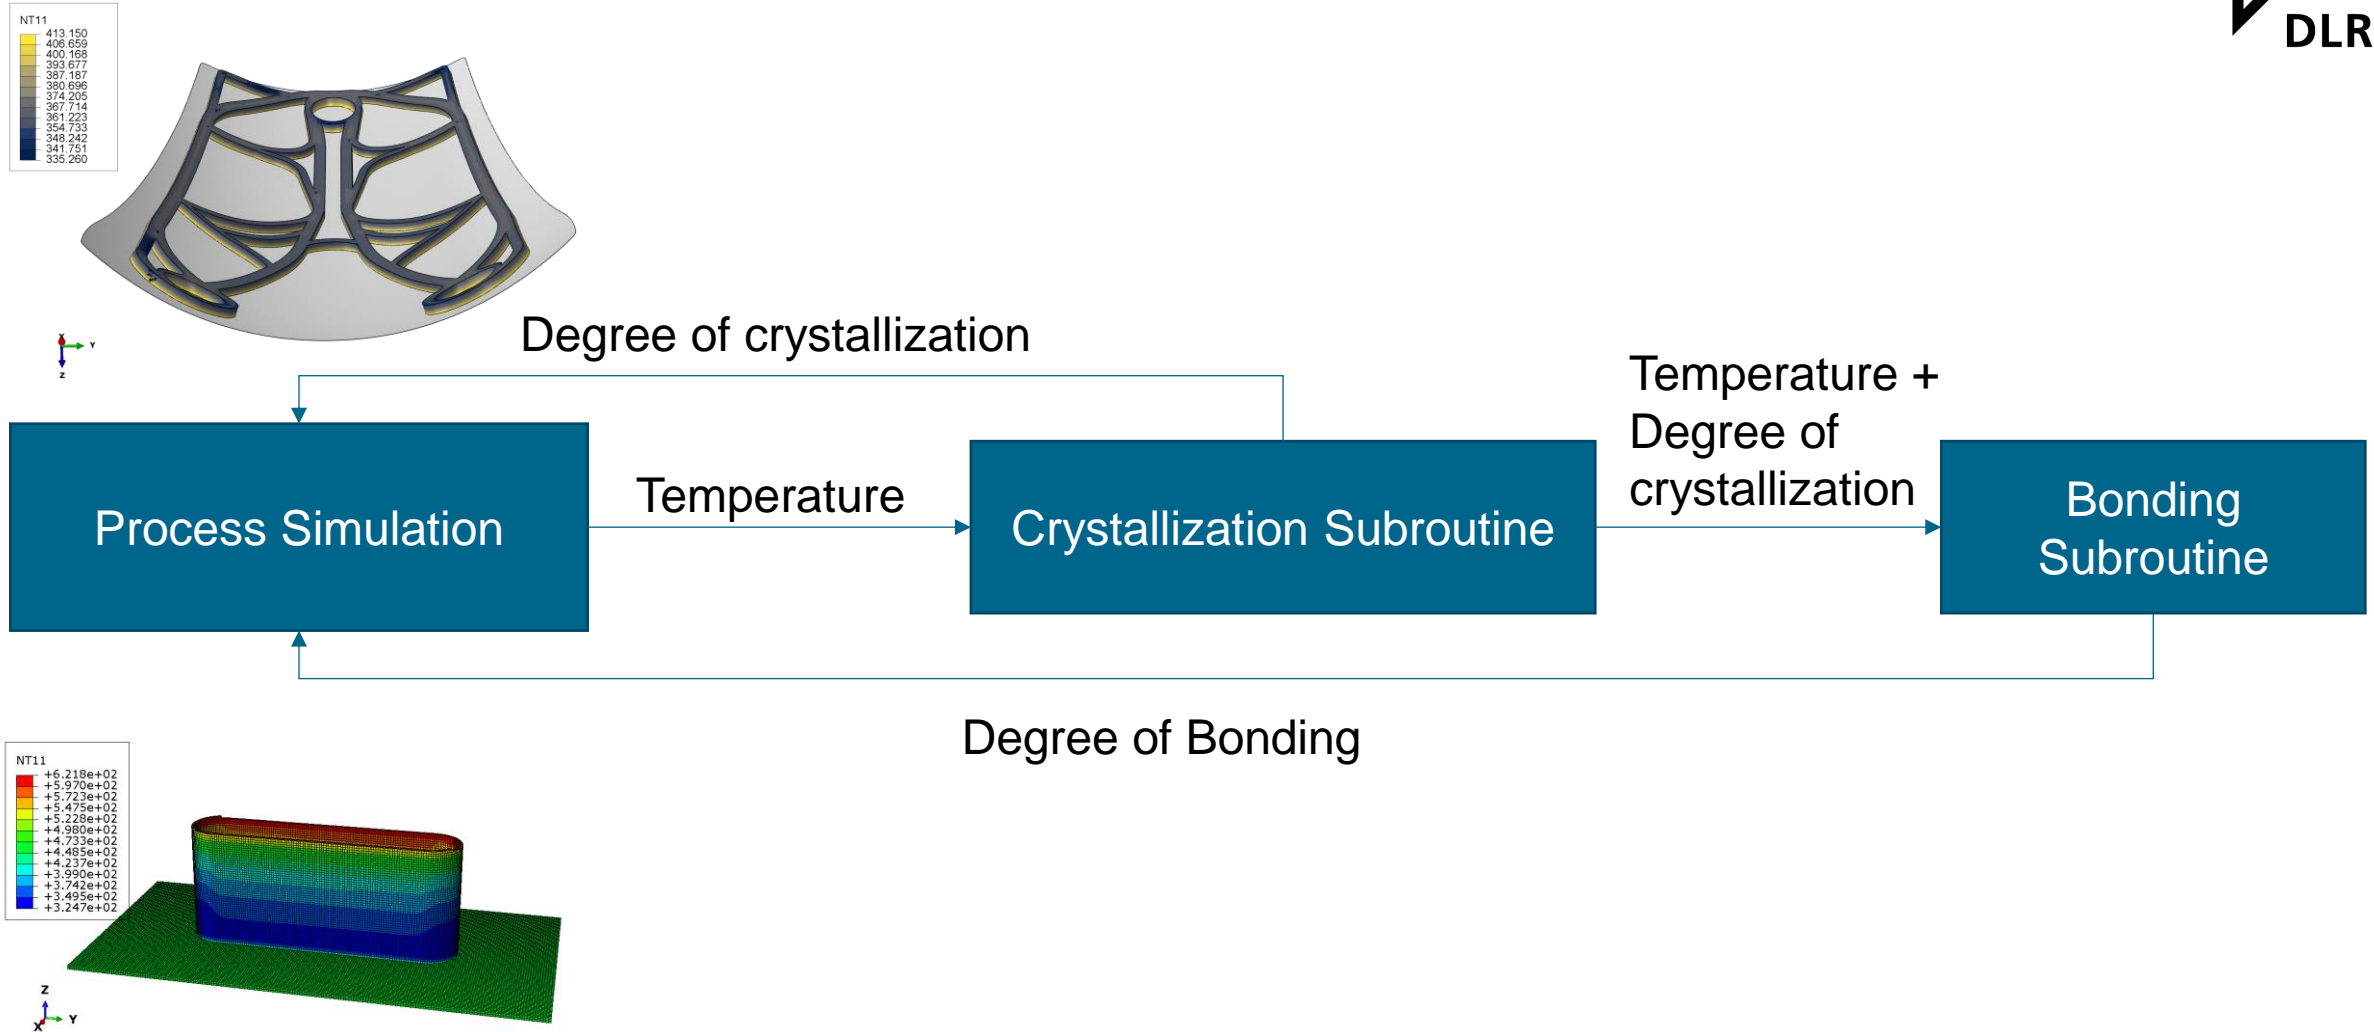 NT11
413.150
406.659
400.168
393.677
387.187
380.696
374.205
367.714
361.223
354.733
348.242
341.751
335.260
DLR
X
Y
Z
Degree of crystallization
Temperature +
Degree of
crystallization
Process Simulation
Temperature
Crystallization Subroutine
Bonding
Subroutine
Degree of Bonding
NT11
+6.218e+02
+5.970e+02
+5.723e+02
+5.475e+02
+5.228e+02
+4.980e+02
+4.733e+02
+4.485e+02
+4.237e+02
+3.990e+02
+3.742e+02
+3.495e+02
+3.247e+02
Z
X
Y